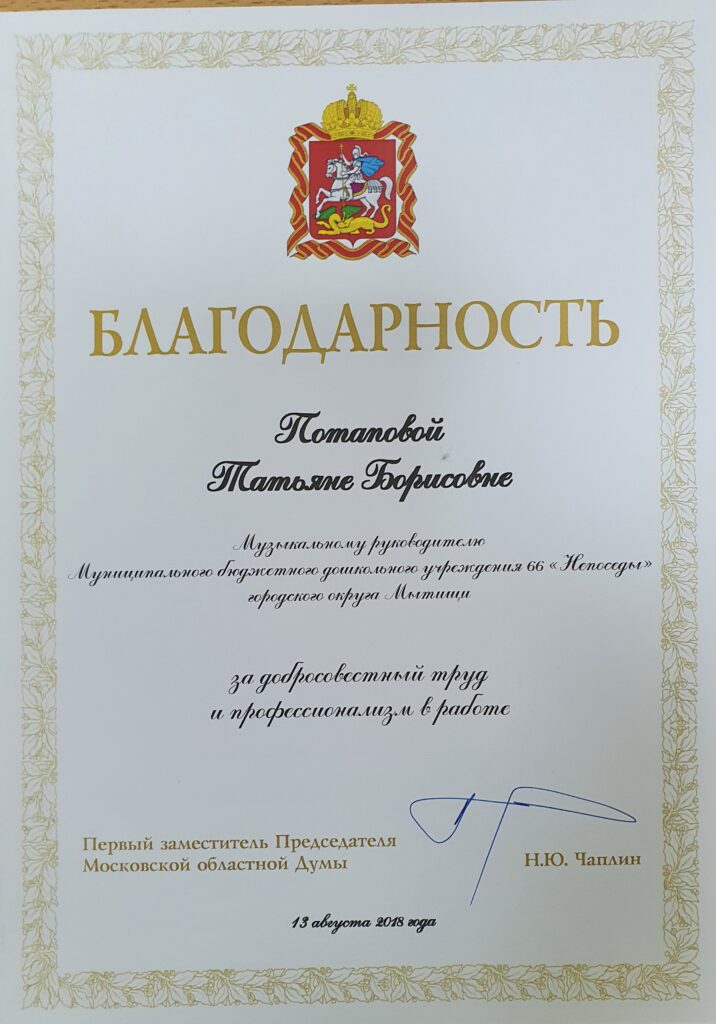 БЛАГОДАРНОСТЬ
Потаповой
Татьяне Борисовне
Музыкальному руководителю
Муниципального бюджетного дошкольного учреждения 66 «Непоседы»
городского округа Мытищи
за добросовестный труд
и профессионализм в работе
Первый заместитель Председателя
Московской областной Думы
Н.Ю. Чаплин
13 августа 2018 года